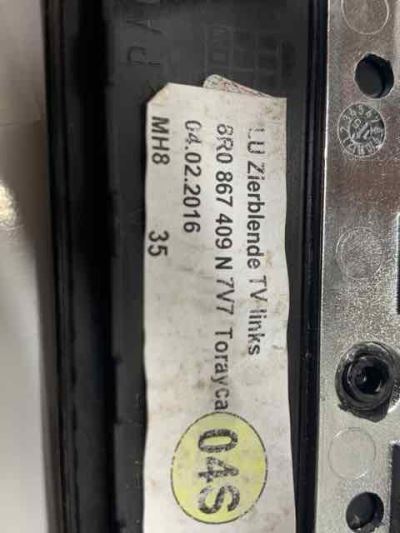 Zierblende TV links
8R0 867 409 N 7V7 Torayca
04.02.2016
MH8 35
04S